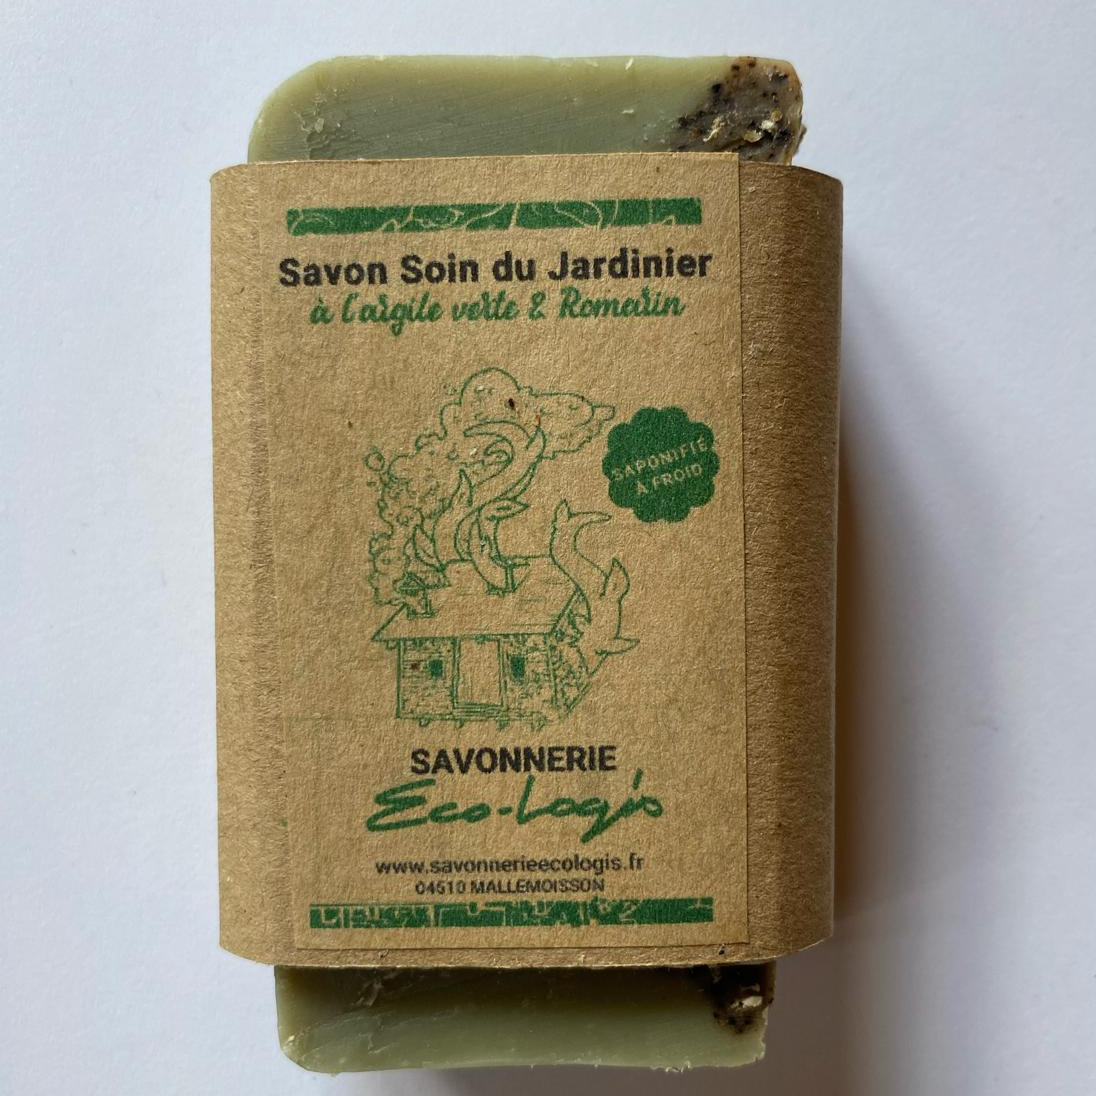 Savon Soin du Jardinier
à l'argile verte & Romarin
SAPONIFIÉ
À FROID
SAVONNERIE
Eco-Logis
www.savonnerieecologis.fr
04510 MALLEMOISSON